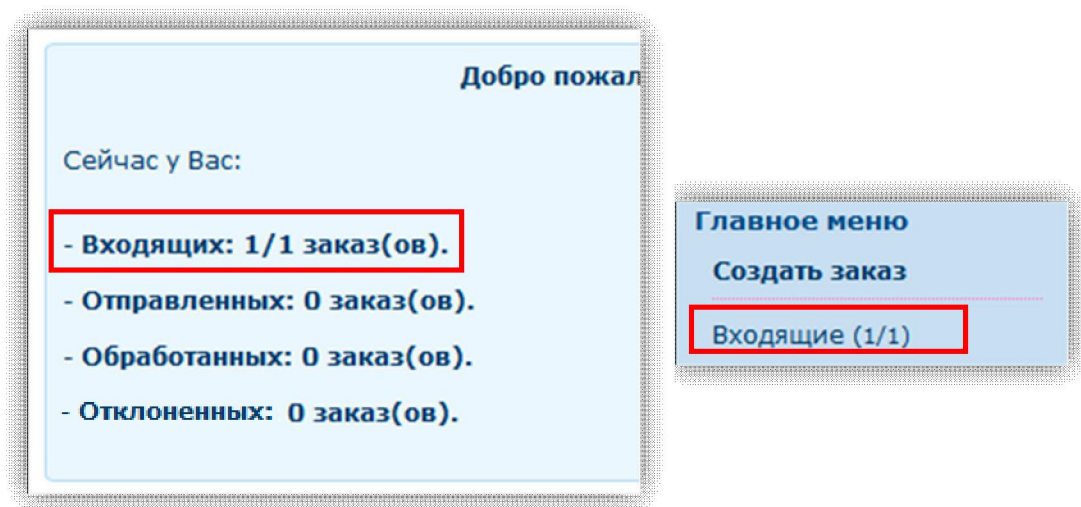 Добро пожал
Сейчас у Вас:
- Входящих: 1/1 заказ(ов).
- Отправленных: 0 заказ(ов).
- Обработанных: 0 заказ(ов).
- Отклоненных: 0 заказ(ов).
Главное меню
Создать заказ
Входящие (1/1)